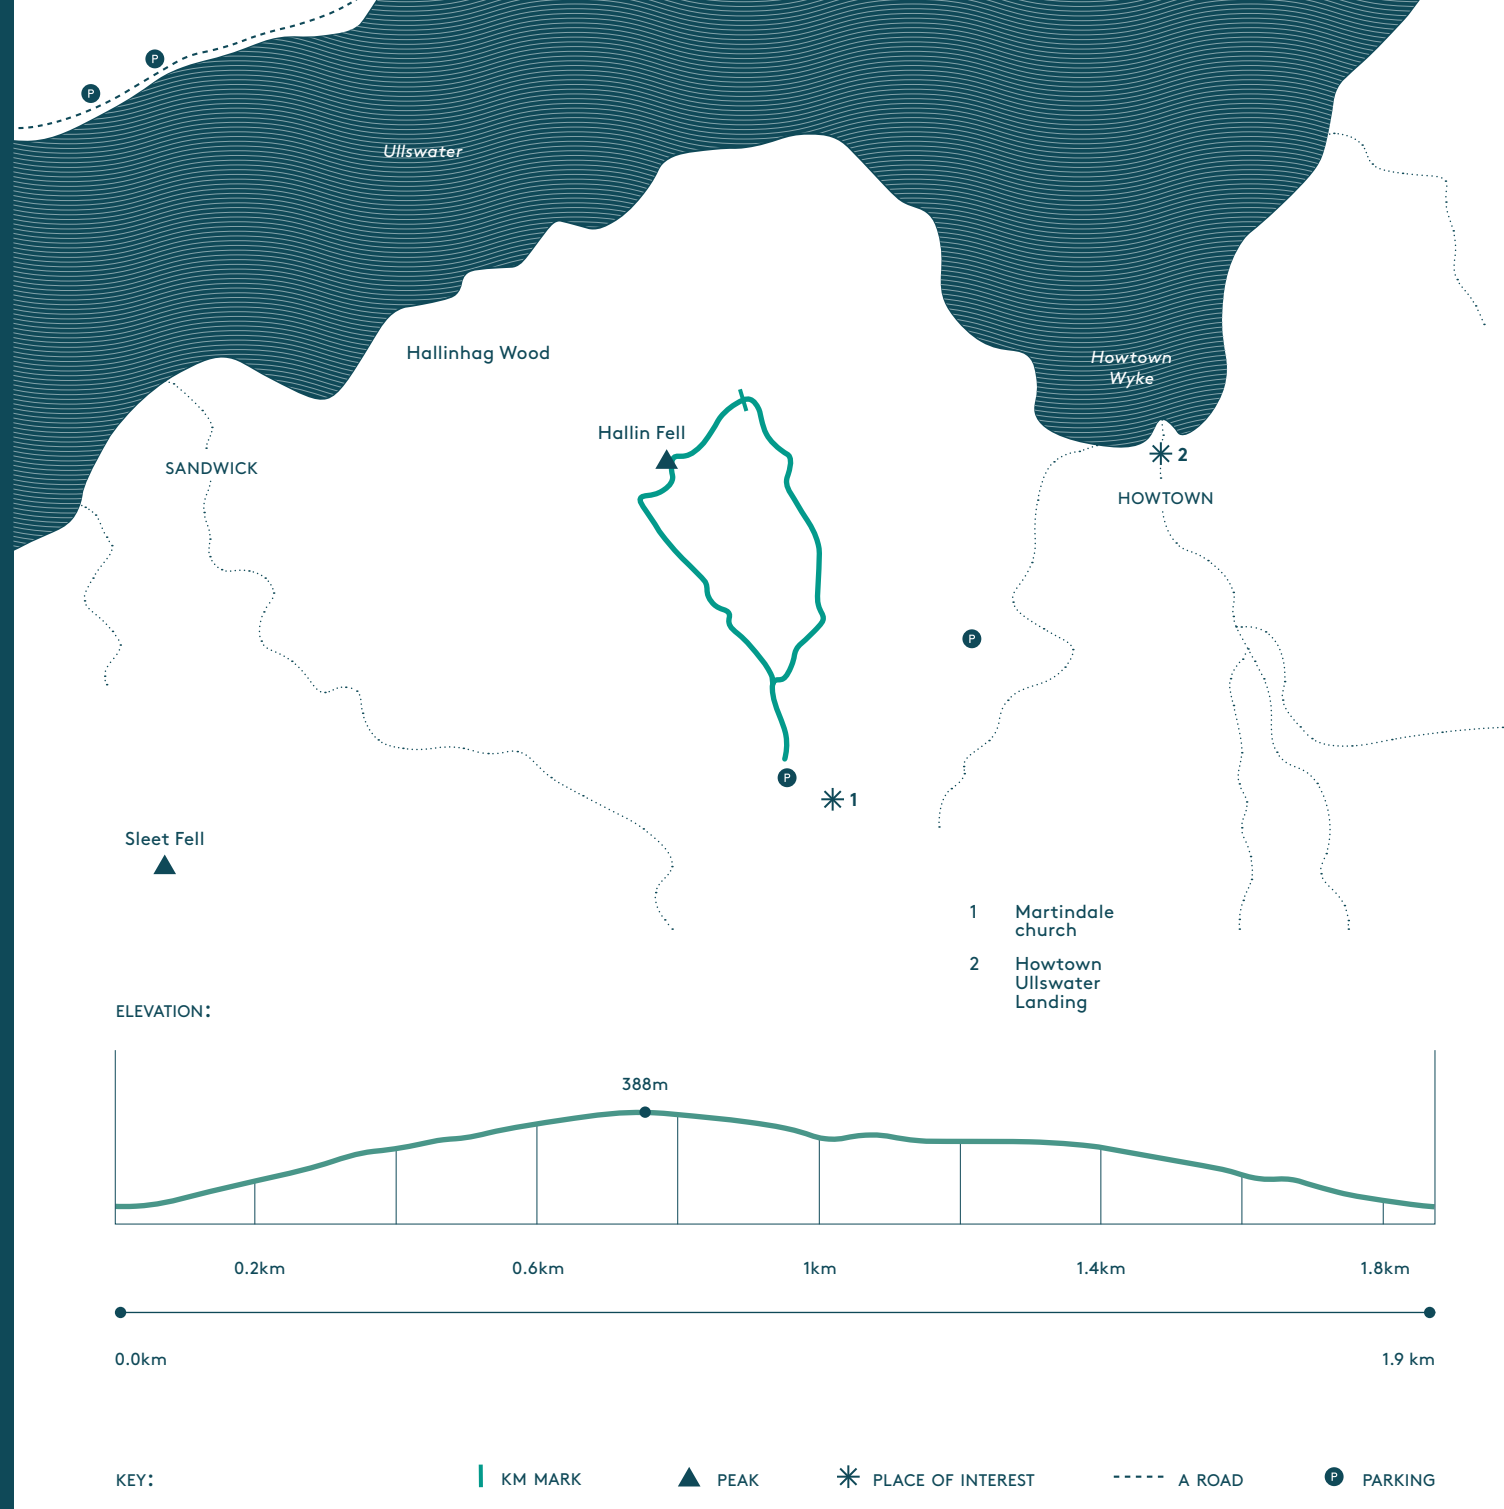 P
P
Ullswater
Hallinhag Wood
Howtown
Wyke
Hallin Fell
2
SANDWICK
HOWTOWN
P
P
1
Sleet Fell
1 Martindale
church
2 Howtown
Ullswater
Landing
ELEVATION:
388m
0.2km 0.6km 1km 1.4km 1.8km
0.0km 1.9 km
KEY: KM MARK PEAK PLACE OF INTEREST A ROAD P PARKING